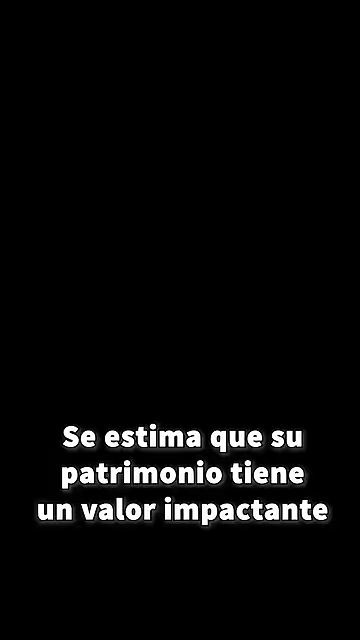 Se estima que su
patrimonio tiene
un valor impactante